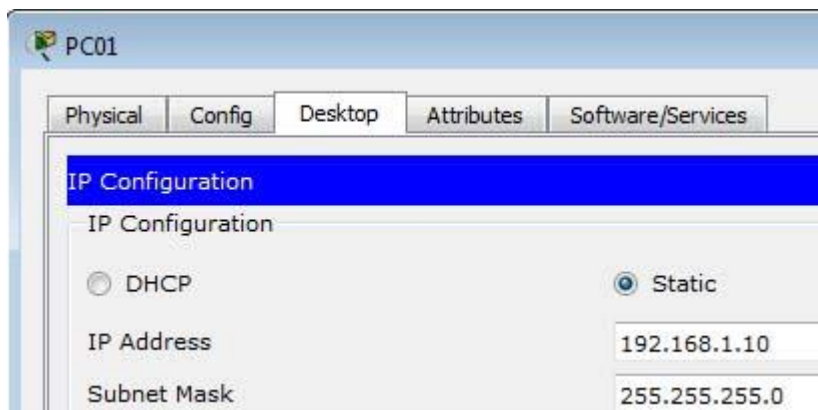 PC01
Physical Config Desktop Attributes Software/Services
IP Configuration
IP Configuration
DHCP Static
IP Address 192.168.1.10
Subnet Mask 255.255.255.0